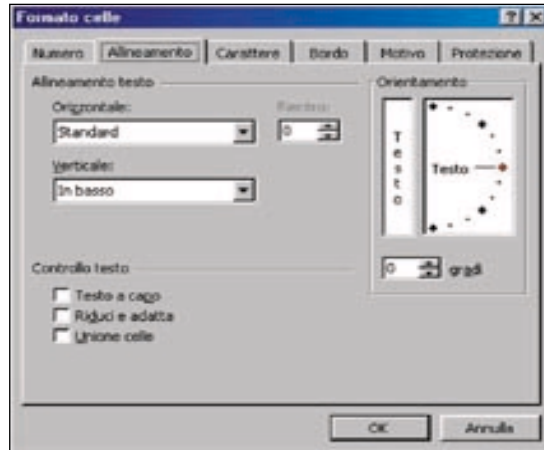 Formato celle
Numero Allineamento Carattere Bordo Motivo Protezione
Allineamento testo
Orizzontale:
Rientro:
Standard
0
Verticale:
In basso
Orientamento
Testo
Testo
0 gradi
Controllo testo
Testo a capo
Riduci e adatta
Unione celle
OK Annulla